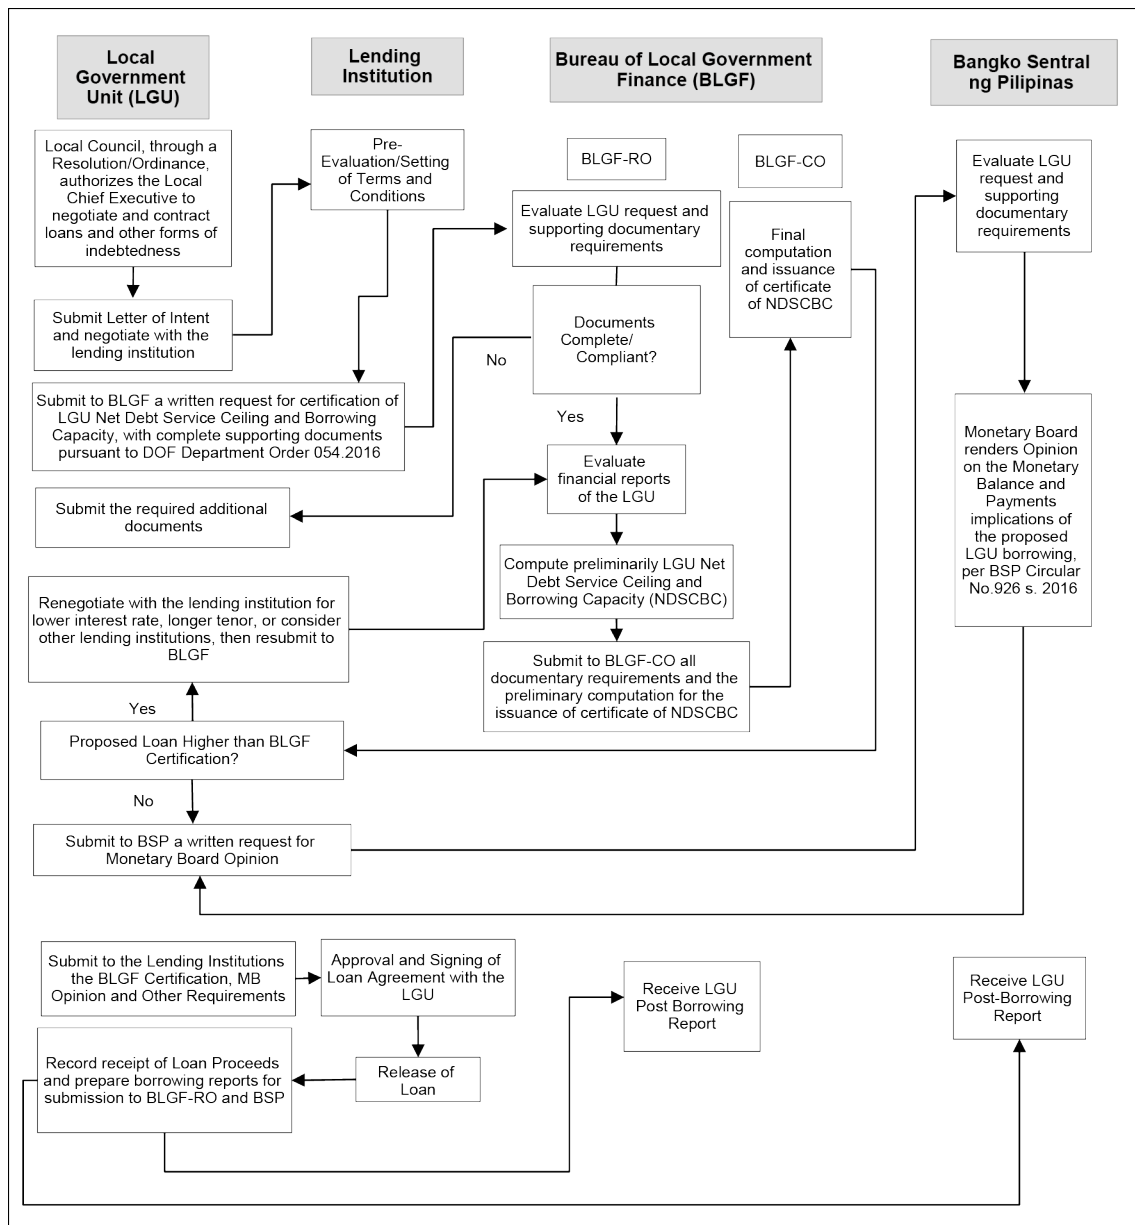 Local
Government
Unit (LGU)
Lending
Institution
Bureau of Local Government
Finance (BLGF)
Bangko Sentral
ng Pilipinas
Local Council, through a
Resolution/Ordinance,
authorizes the Local
Chief Executive to
negotiate and contract
loans and other forms of
indebtedness
Pre-
Evaluation/Setting
of Terms and
Conditions
BLGF-RO
BLGF-CO
Evaluate LGU
request and
supporting
documentary
requirements
Evaluate LGU request and
supporting documentary
requirements
Final
computation
and issuance
of certificate
of NDSCBC
Submit Letter of Intent
and negotiate with the
lending institution
Documents
Complete/
Compliant?
No
Yes
Submit to BLGF a written request for certification of
LGU Net Debt Service Ceiling and Borrowing
Capacity, with complete supporting documents
pursuant to DOF Department Order 054.2016
Monetary Board
renders Opinion
on the Monetary
Balance and
Payments
implications of
the proposed
LGU borrowing,
per BSP Circular
No.926 s. 2016
Evaluate
financial reports
of the LGU
Submit the required additional
documents
Compute preliminarily LGU Net
Debt Service Ceiling and
Borrowing Capacity (NDSCBC)
Renegotiate with the lending institution for
lower interest rate, longer tenor, or consider
other lending institutions, then resubmit to
BLGF
Submit to BLGF-CO all
documentary requirements and the
preliminary computation for the
issuance of certificate of NDSCBC
Yes
Proposed Loan Higher than BLGF
Certification?
No
Submit to BSP a written request for
Monetary Board Opinion
Submit to the Lending Institutions
the BLGF Certification, MB
Opinion and Other Requirements
Approval and Signing of
Loan Agreement with the
LGU
Receive LGU
Post Borrowing
Report
Receive LGU
Post-Borrowing
Report
Record receipt of Loan Proceeds
and prepare borrowing reports for
submission to BLGF-RO and BSP
Release of
Loan